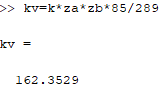 >> kv=k*za*zb*85/289
kv =
162.3529